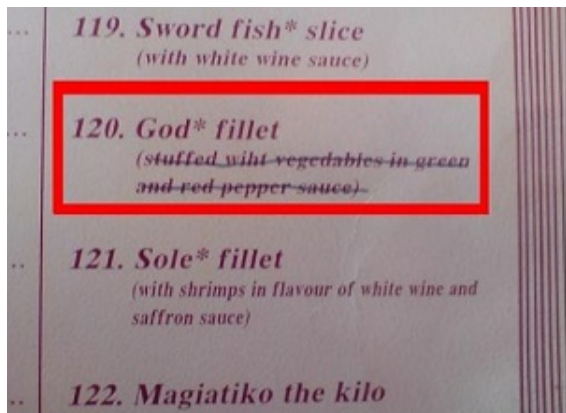 119. Sword fish* slice
(with white wine sauce)
120. God* fillet
(stuffed wiht vegedables in green
and red pepper sauce)
121. Sole* fillet
(with shrimps in flavour of white wine and
saffron sauce)
122. Magiatiko the kilo